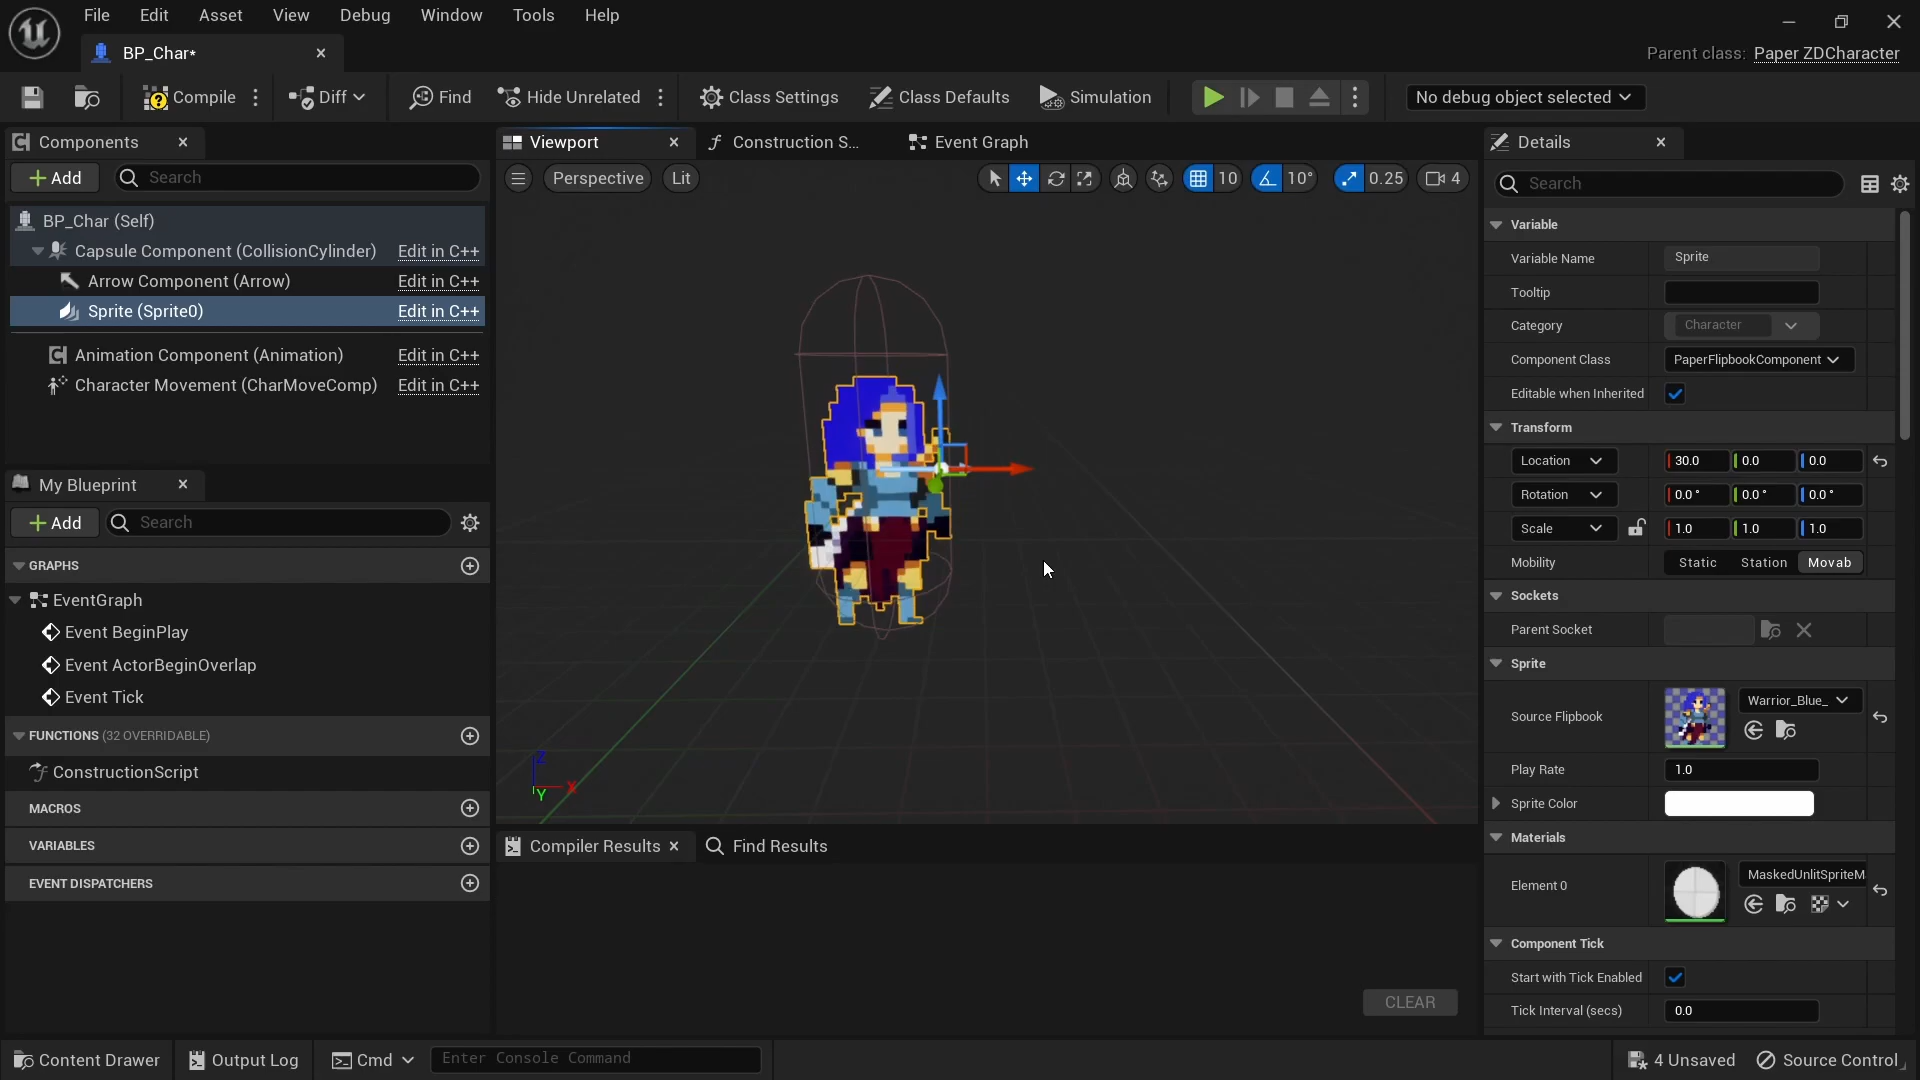 File Edit Asset View Debug Window Tools Help
BP_Char*
Parent class: Paper ZDCharacter
Compile Diff Find Hide Unrelated Class Settings Class Defaults Simulation No debug object selected
Components
Add Search
BP_Char (Self)
Capsule Component (CollisionCylinder) Edit in C++
Arrow Component (Arrow) Edit in C++
Sprite (Sprite0) Edit in C++
Animation Component (Animation) Edit in C++
Character Movement (CharMoveComp) Edit in C++
My Blueprint
Add Search
GRAPHS
EventGraph
Event BeginPlay
Event ActorBeginOverlap
Event Tick
FUNCTIONS (32 OVERRIDABLE)
ConstructionScript
MACROS
VARIABLES
EVENT DISPATCHERS
Viewport Construction S... Event Graph
Perspective Lit 10 10° 0.25 4
Z
X
Y
Compiler Results Find Results
CLEAR
Details
Search
Variable
Variable Name Sprite
Tooltip
Category Character
Component Class PaperFlipbookComponent
Editable when Inherited
Transform
Location 30.0 0.0 0.0
Rotation 0.0° 0.0° 0.0°
Scale 1.0 1.0 1.0
Mobility Static Station Movab
Sockets
Parent Socket
Sprite
Source Flipbook Warrior_Blue_
Play Rate 1.0
Sprite Color
Materials
Element 0 MaskedUnlitSpriteM
Component Tick
Start with Tick Enabled
Tick Interval (secs) 0.0
Content Drawer Output Log Cmd Enter Console Command 4 Unsaved Source Control